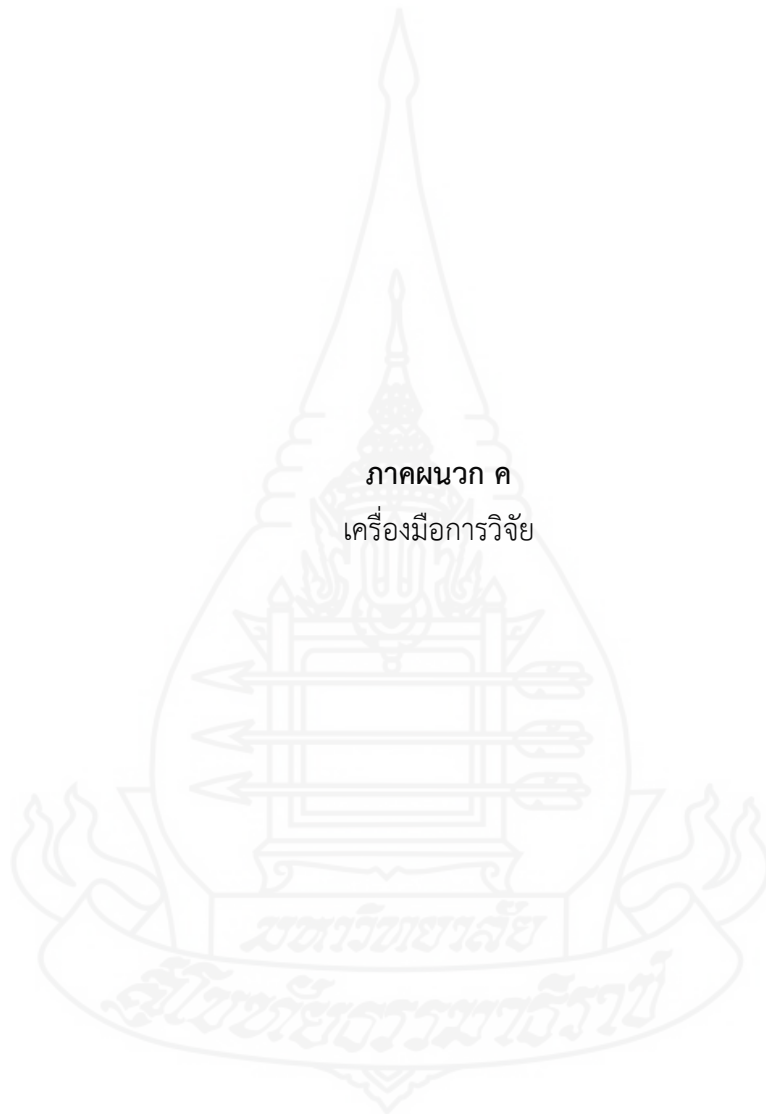 ภาคผนวก ค
เครื่องมือการวิจัย
มหาวิทยาลัย
สุโขทัยธรรมาธิราช